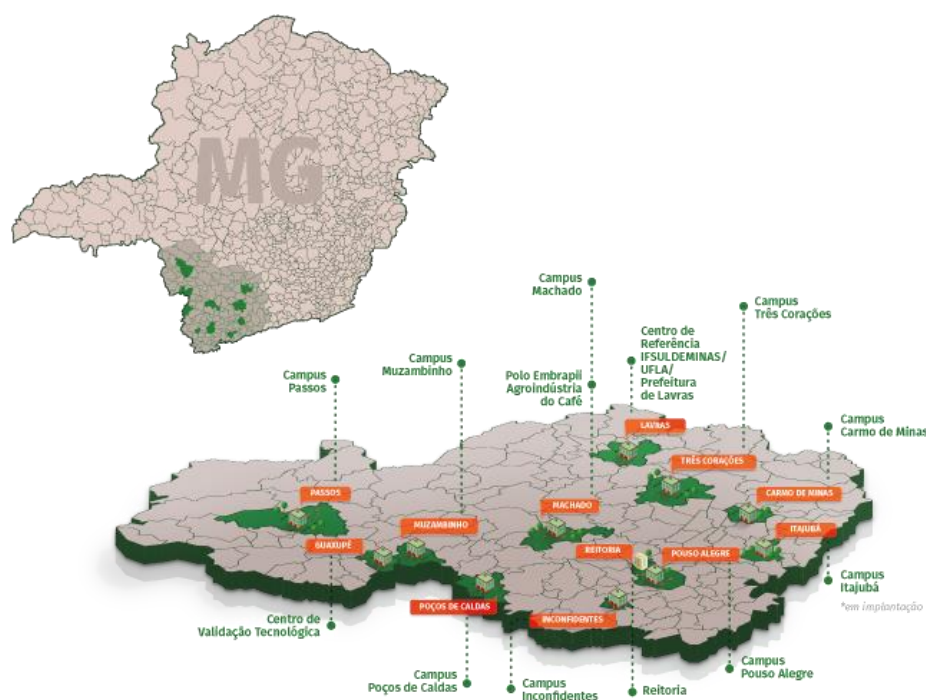 MG
Campus
Machado
Campus
Três Corações
Centro de
Referência
IFSULDEMINAS/
UFLA/
Prefeitura
de Lavras
Campus
Muzambinho
Campus
Passos
Polo Embrapii
Agroindústria
do Café
Campus
Carmo de Minas
LAVRAS
TRÊS CORAÇÕES
PASSOS
CARMO DE MINAS
MACHADO
MUZAMBINHO
ITAJUBÁ
GUAXUPÉ
REITORIA
POUSO ALEGRE
POÇOS DE CALDAS
INCONFIDENTES
Campus
Itajubá
*em implantação
Centro de
Validação Tecnológica
Campus
Pouso Alegre
Campus
Poços de Caldas
Campus
Inconfidentes
Reitoria